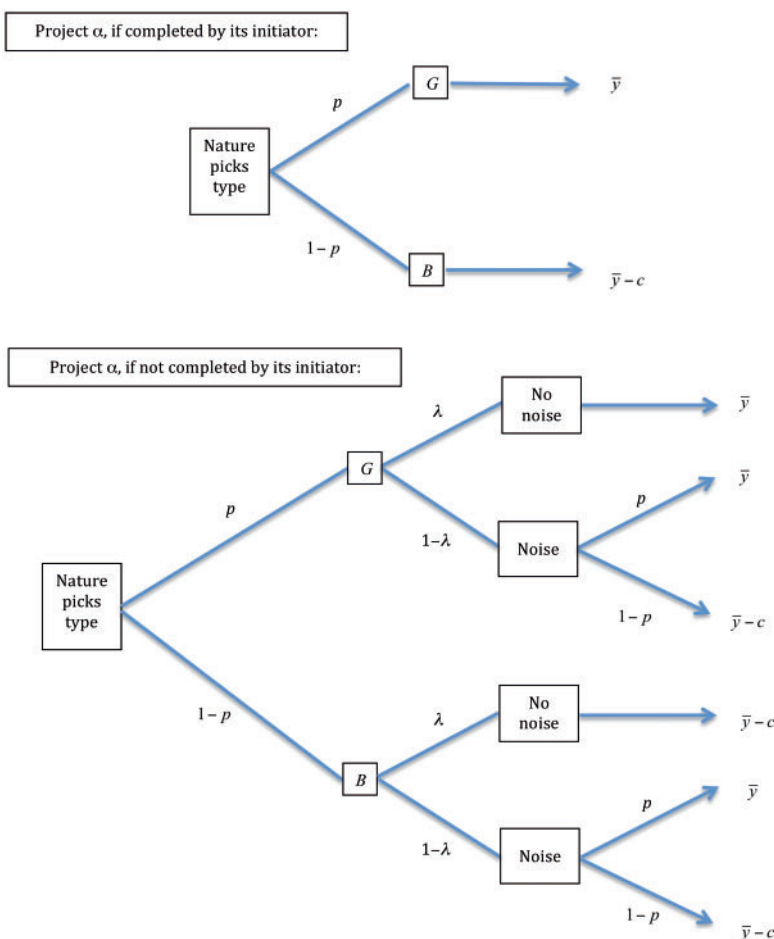 Project α, if completed by its initiator:
G
ȳ
p
Nature
picks
type
1 – p
B
ȳ – c
Project α, if not completed by its initiator:
No
noise
ȳ
λ
G
ȳ
p
p
1–λ
Noise
Nature
picks
type
1 – p
ȳ – c
No
noise
ȳ – c
1 – p
λ
B
ȳ
p
1–λ
Noise
1 – p
ȳ – c